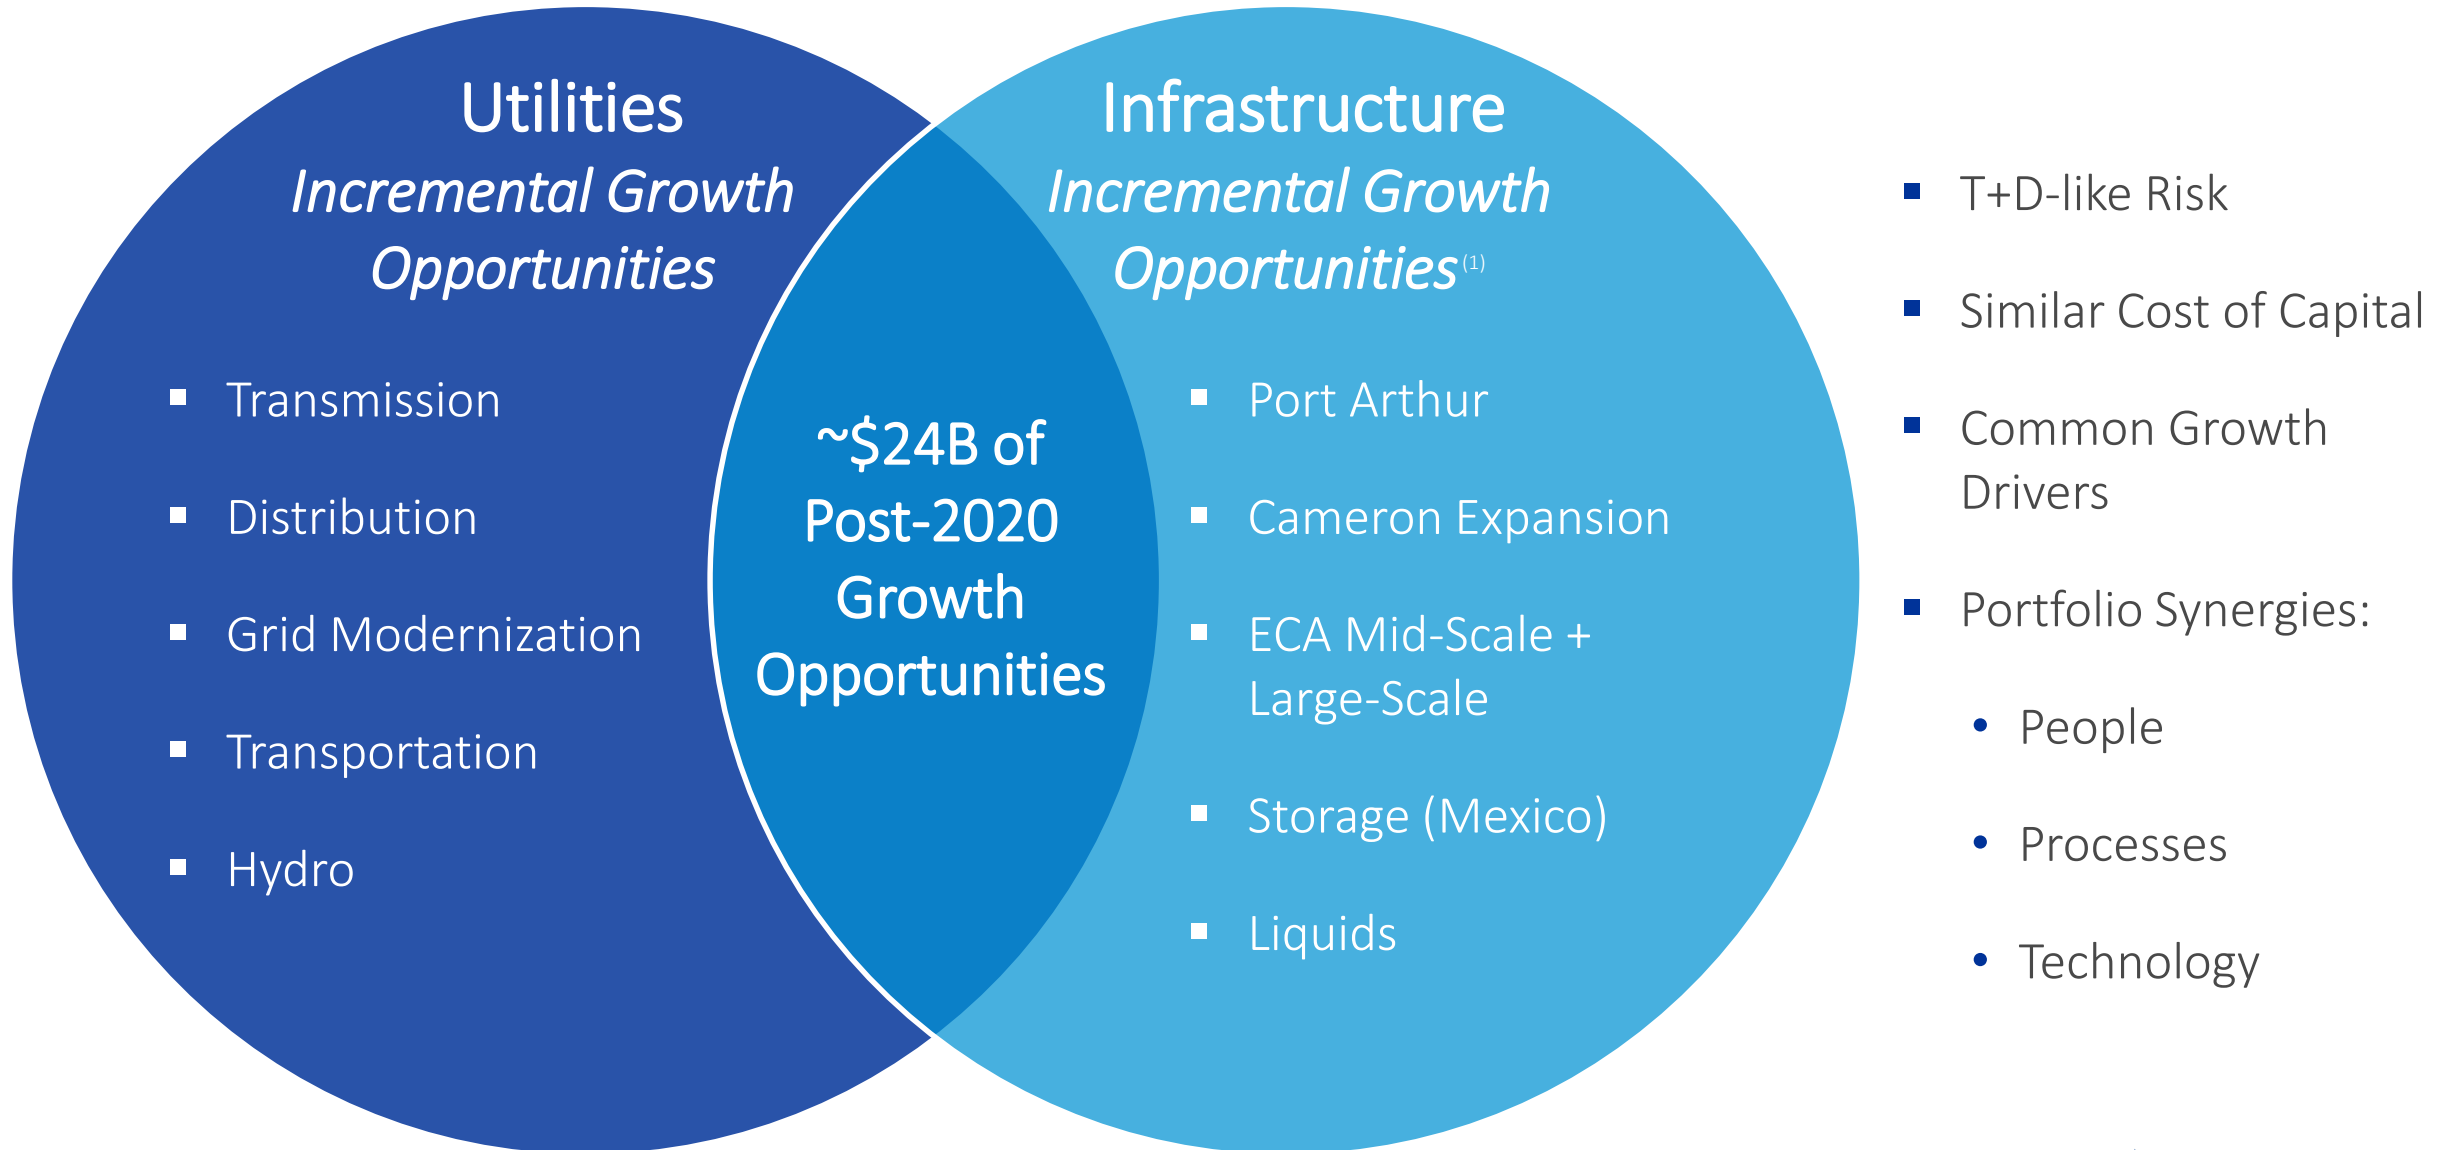 Utilities
Incremental Growth
Opportunities
Transmission
Distribution
Grid Modernization
Transportation
Hydro
~$24B of
Post-2020
Growth
Opportunities
Infrastructure
Incremental Growth
Opportunities(1)
Port Arthur
Cameron Expansion
ECA Mid-Scale +
Large-Scale
Storage (Mexico)
Liquids
T+D-like Risk
Similar Cost of Capital
Common Growth
Drivers
Portfolio Synergies:
People
Processes
Technology